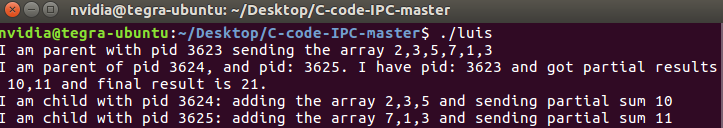 nvidia@tegra-ubuntu: ~/Desktop/C-code-IPC-master
nvidia@tegra-ubuntu:~/Desktop/C-code-IPC-master$ ./luis
I am parent with pid 3623 sending the array 2,3,5,7,1,3
I am parent of pid 3624, and pid: 3625. I have pid: 3623 and got partial results
 10,11 and final result is 21.
I am child with pid 3624: adding the array 2,3,5 and sending partial sum 10
I am child with pid 3625: adding the array 7,1,3 and sending partial sum 11